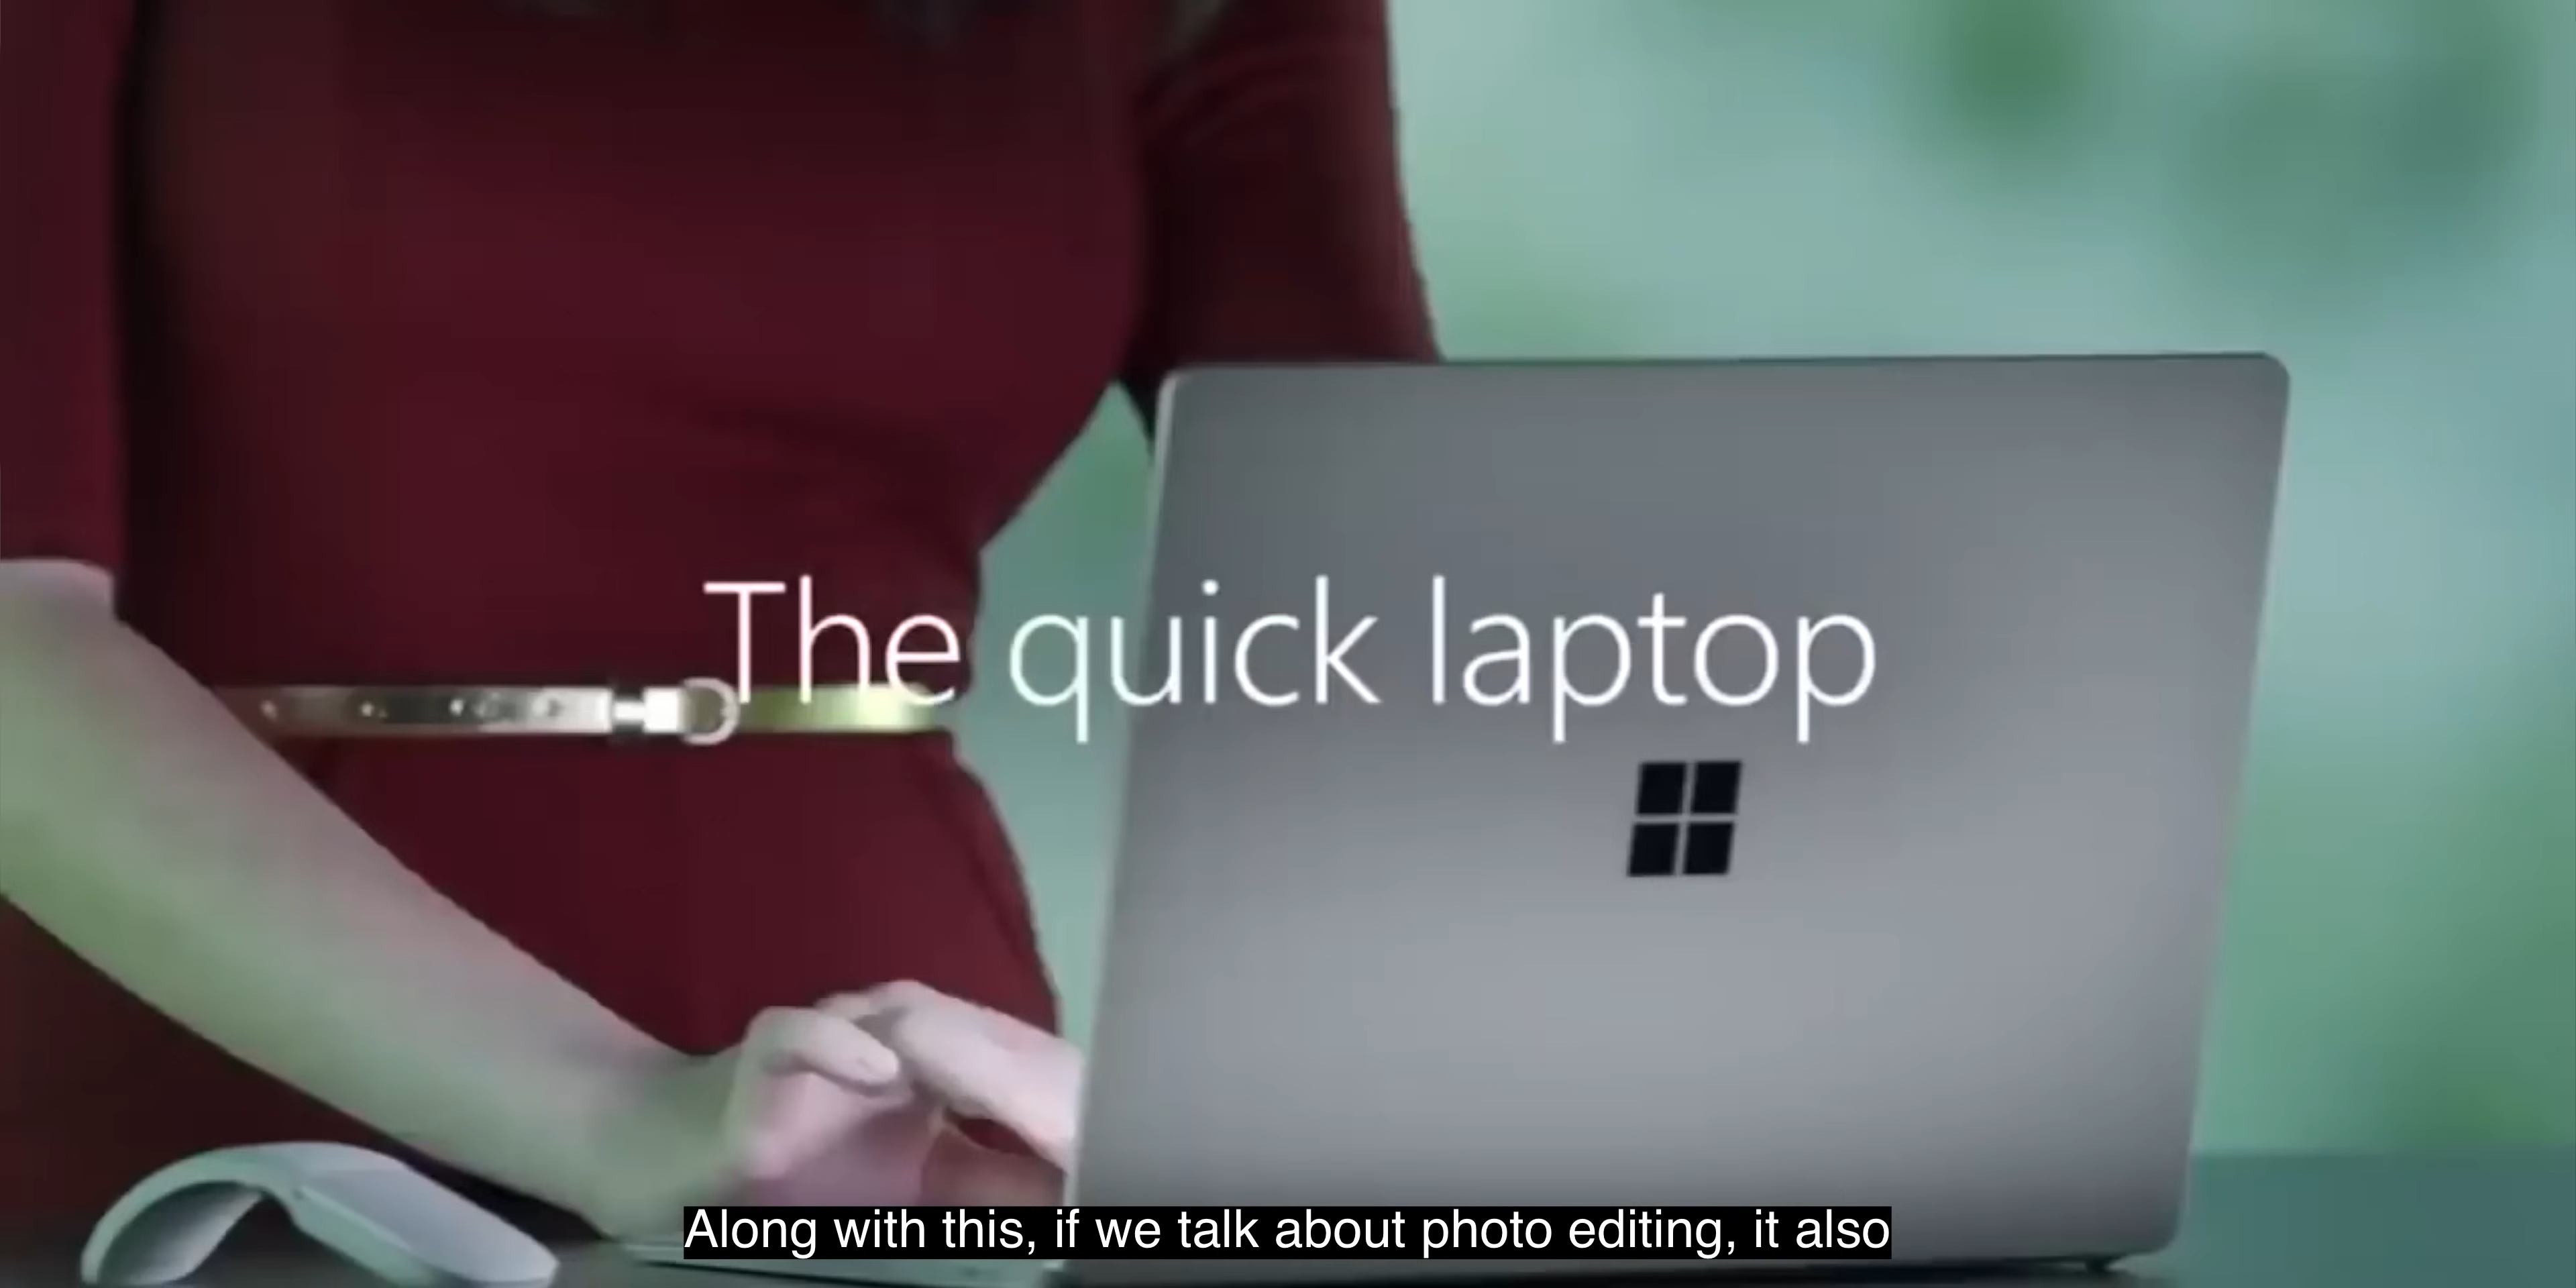 The quick laptop
Along with this, if we talk about photo editing, it also